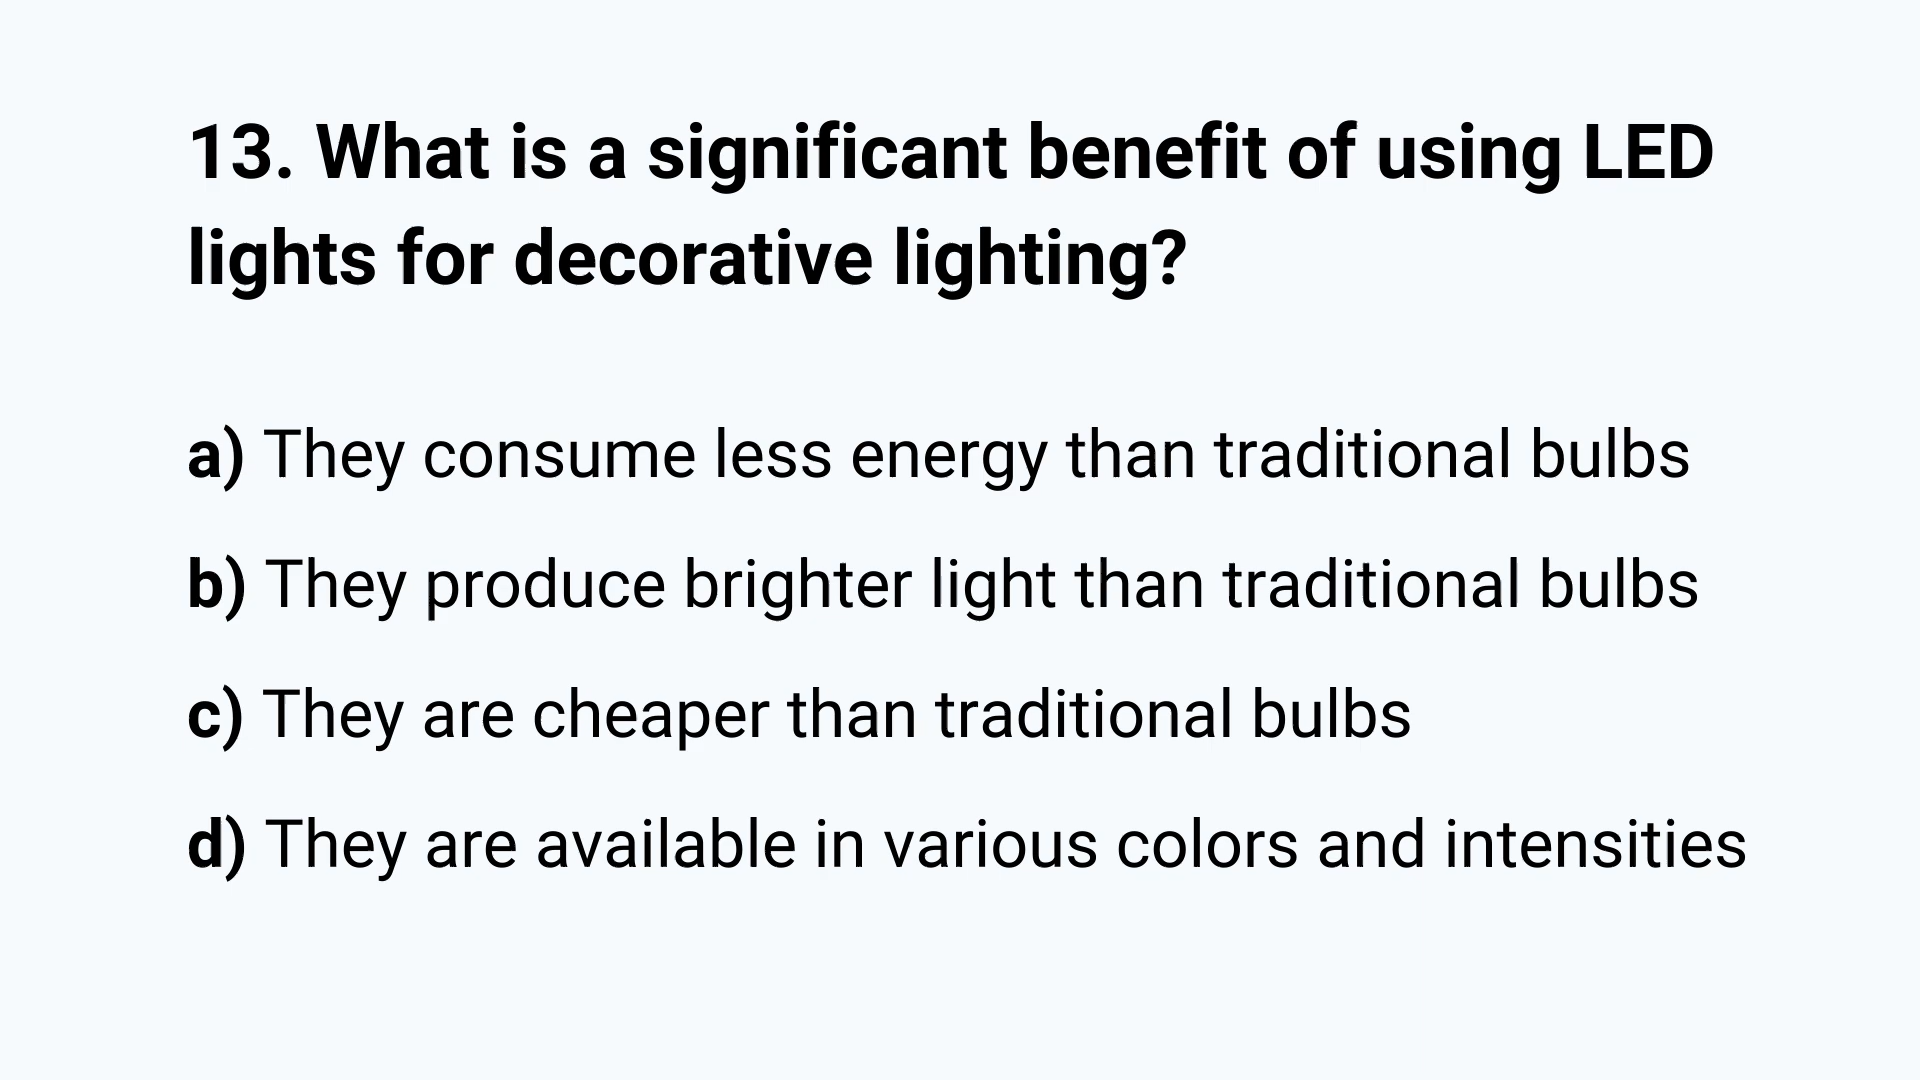 13. What is a significant benefit of using LED
lights for decorative lighting?
a) They consume less energy than traditional bulbs
b) They produce brighter light than traditional bulbs
c) They are cheaper than traditional bulbs
d) They are available in various colors and intensities